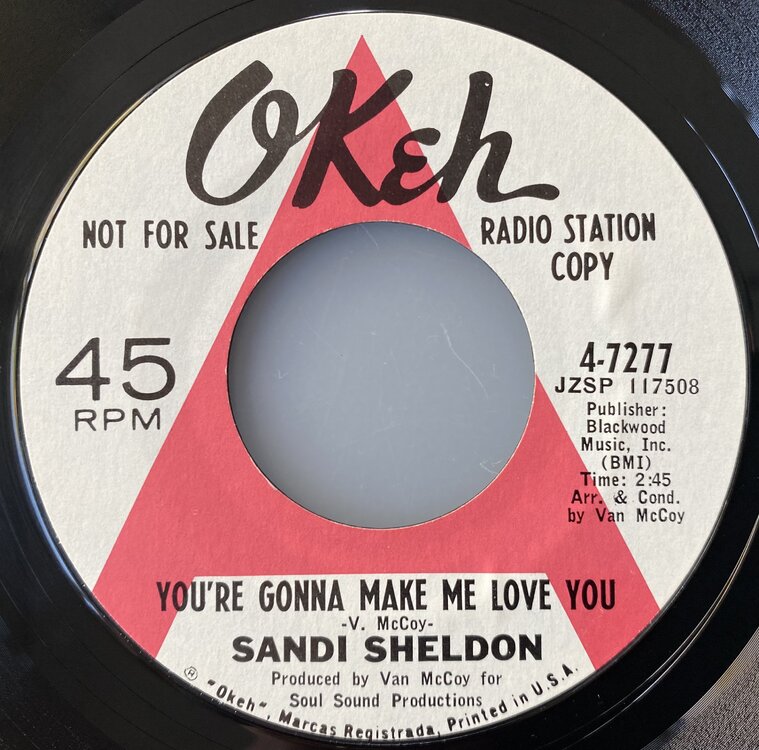 OKeh
NOT FOR SALE
RADIO STATION
COPY
45
RPM
4-7277
JZSP 117508
Publisher:
Blackwood
Music, Inc.
(BMI)
Time: 2:45
Arr. & Cond.
by Van McCoy
YOU'RE GONNA MAKE ME LOVE YOU
-V. McCoy-
SANDI SHELDON
Produced by Van McCoy for
Soul Sound Productions
® "Okeh", Marcas Registrada, Printed in U.S.A.